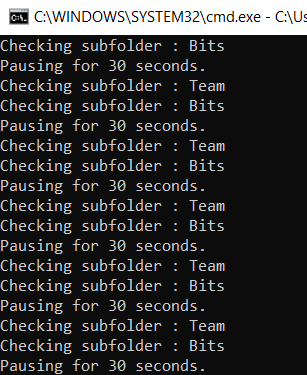 C:\WINDOWS\SYSTEM32\cmd.exe - C:\Us
Checking subfolder : Bits
Pausing for 30 seconds.
Checking subfolder : Team
Checking subfolder : Bits
Pausing for 30 seconds.
Checking subfolder : Team
Checking subfolder : Bits
Pausing for 30 seconds.
Checking subfolder : Team
Checking subfolder : Bits
Pausing for 30 seconds.
Checking subfolder : Team
Checking subfolder : Bits
Pausing for 30 seconds.
Checking subfolder : Team
Checking subfolder : Bits
Pausing for 30 seconds.